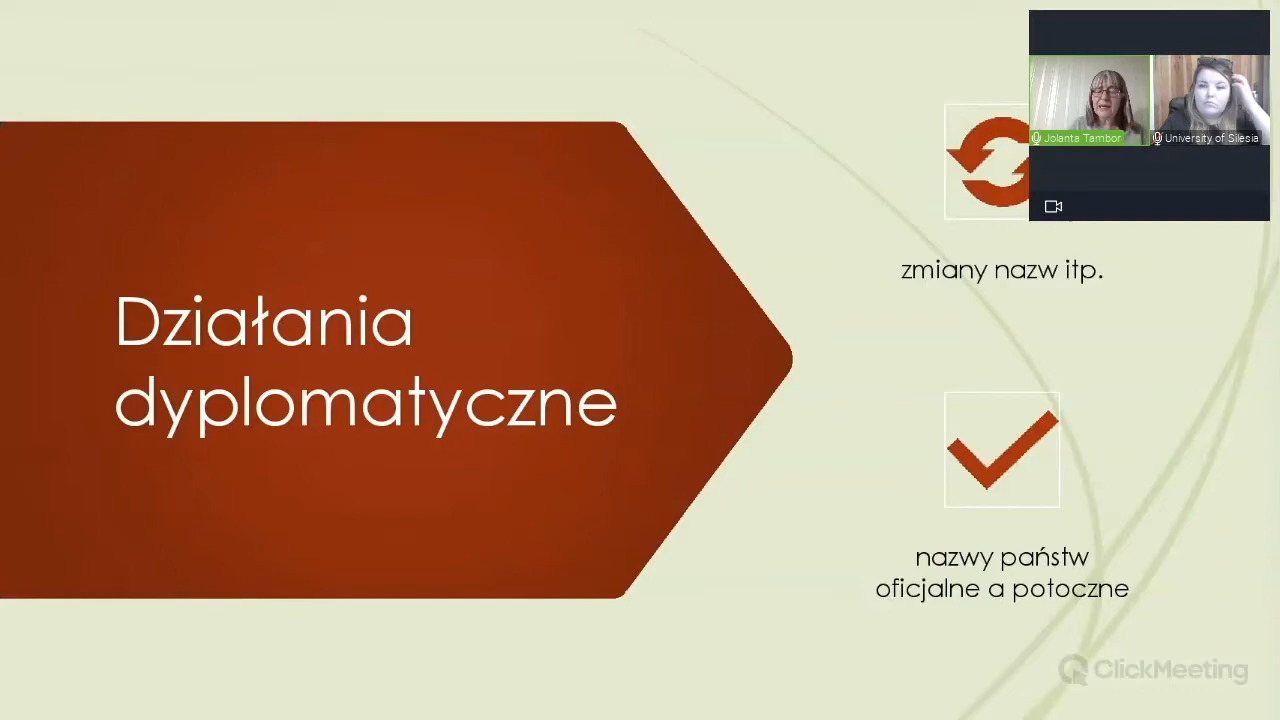 Działania
dyplomatyczne
zmiany nazw itp.
nazwy państw
oficjalne a potoczne
Jolanta Tambor
University of Silesia
ClickMeeting